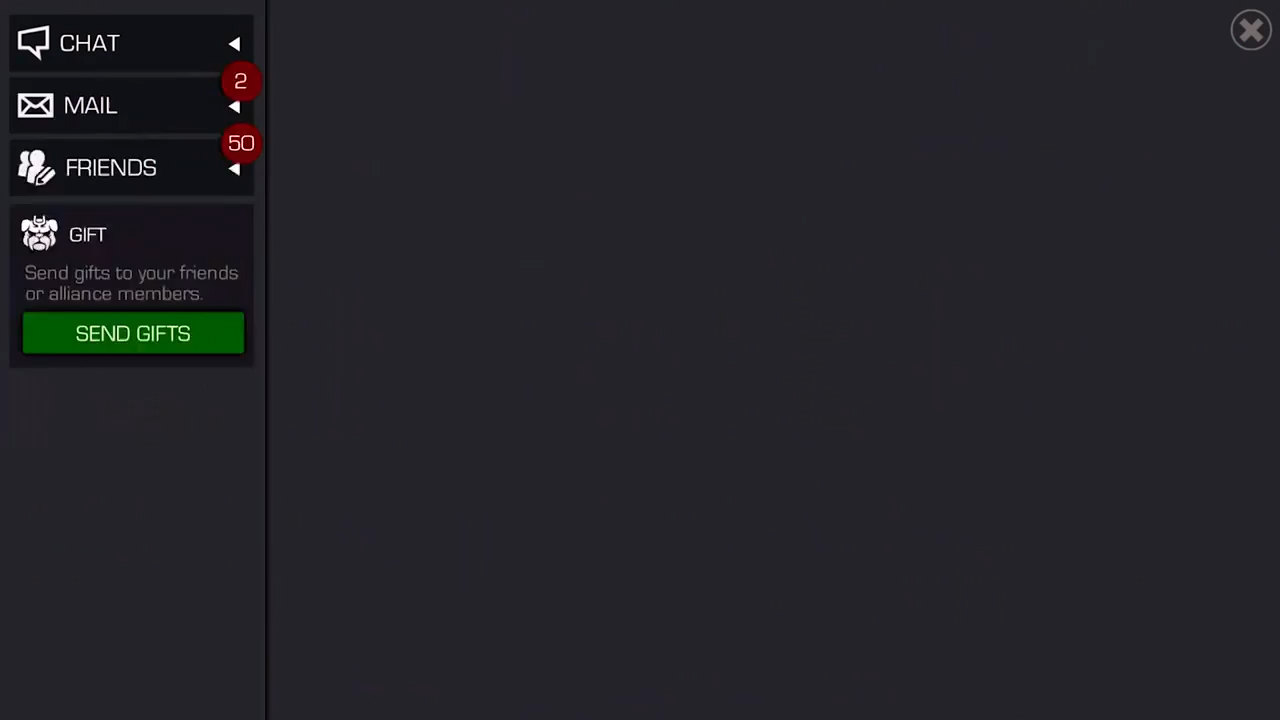 CHAT
2
MAIL
50
FRIENDS
GIFT
Send gifts to your friends
or alliance members.
SEND GIFTS